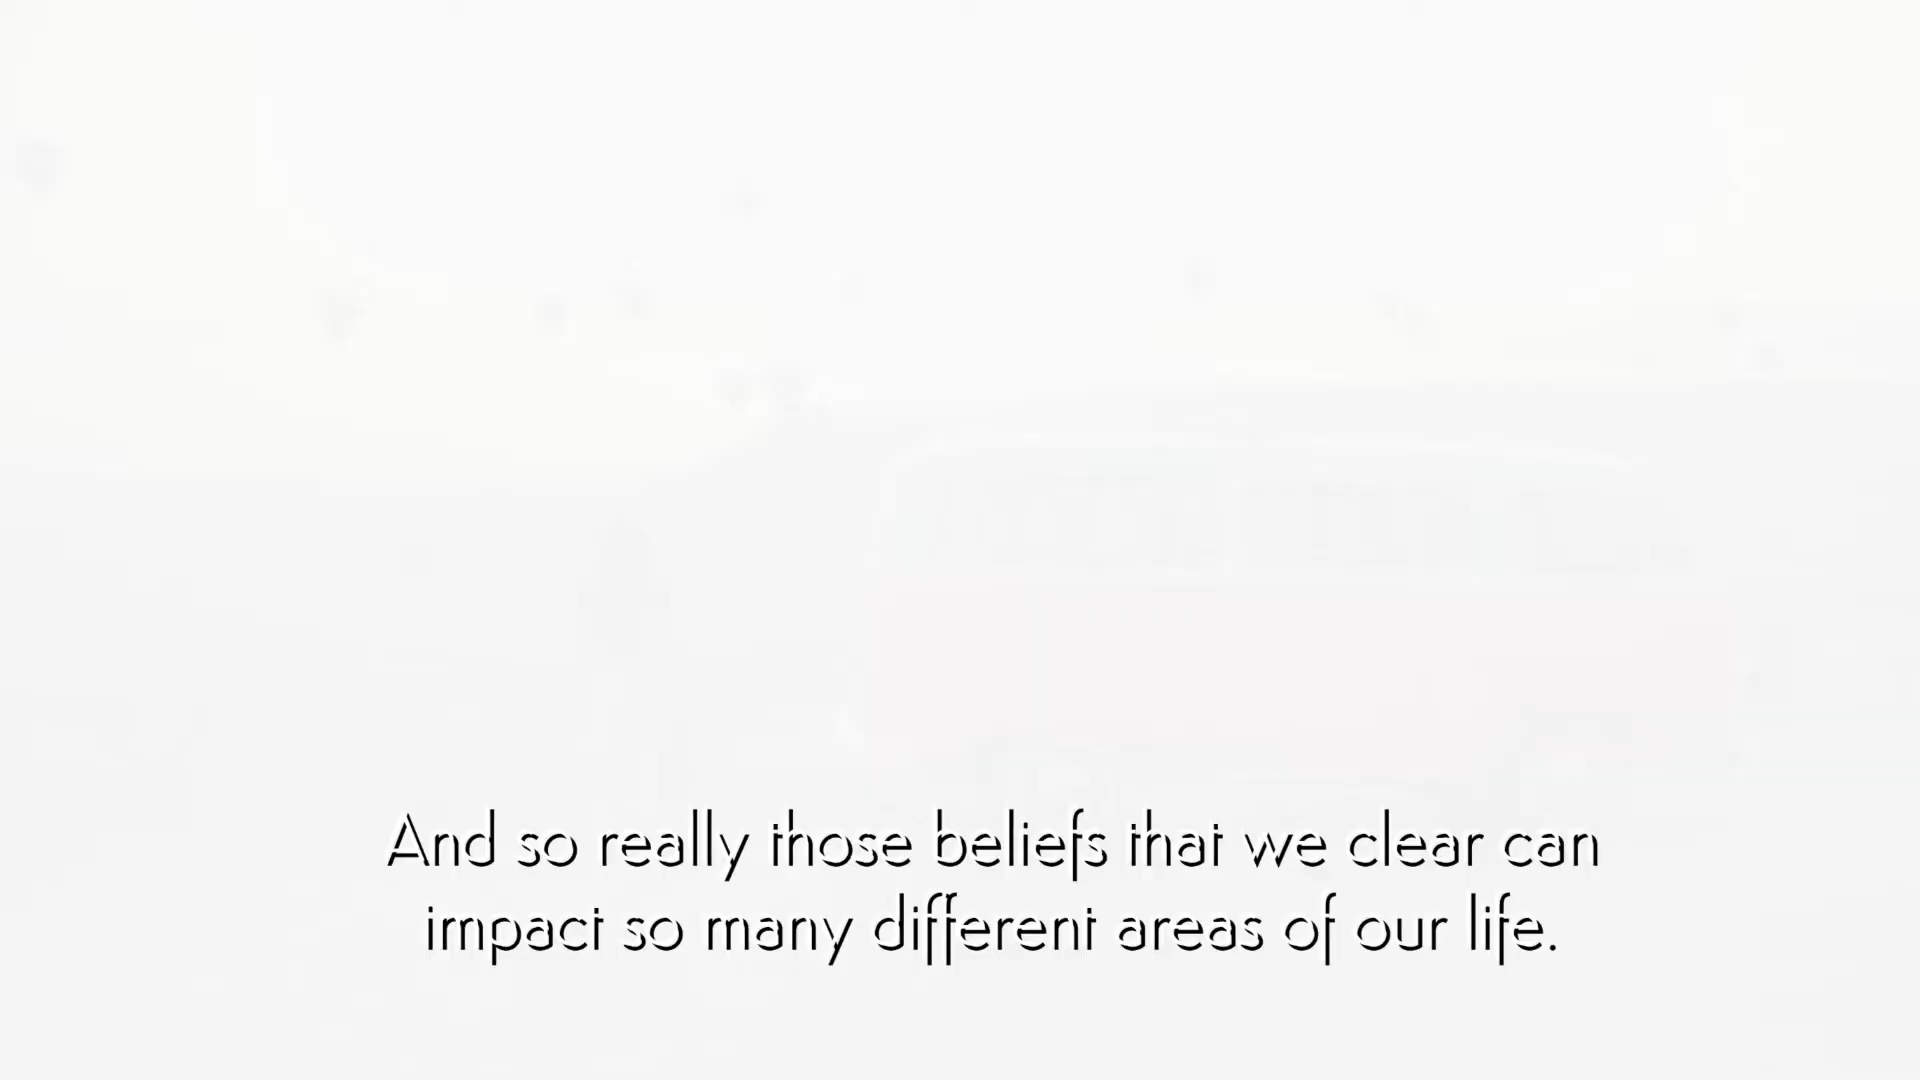 And so really those beliefs that we clear can
impact so many different areas of our life.